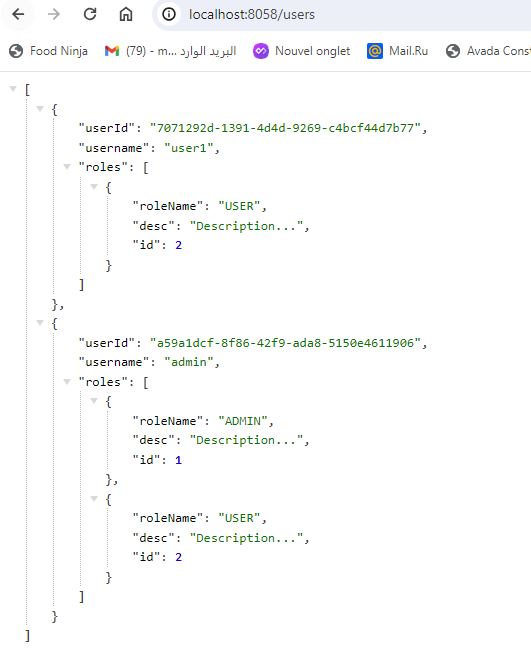 localhost:8058/users
Food Ninja
(79) - m... البريد الوارد
Nouvel onglet
Mail.Ru
Avada Cons
[
{
"userId": "7071292d-1391-4d4d-9269-c4bcf44d7b77",
"username": "user1",
"roles": [
{
"roleName": "USER",
"desc": "Description...",
"id": 2
}
]
},
{
"userId": "a59a1dcf-8f86-42f9-ada8-5150e4611906",
"username": "admin",
"roles": [
{
"roleName": "ADMIN",
"desc": "Description...",
"id": 1
},
{
"roleName": "USER",
"desc": "Description...",
"id": 2
}
]
}
]